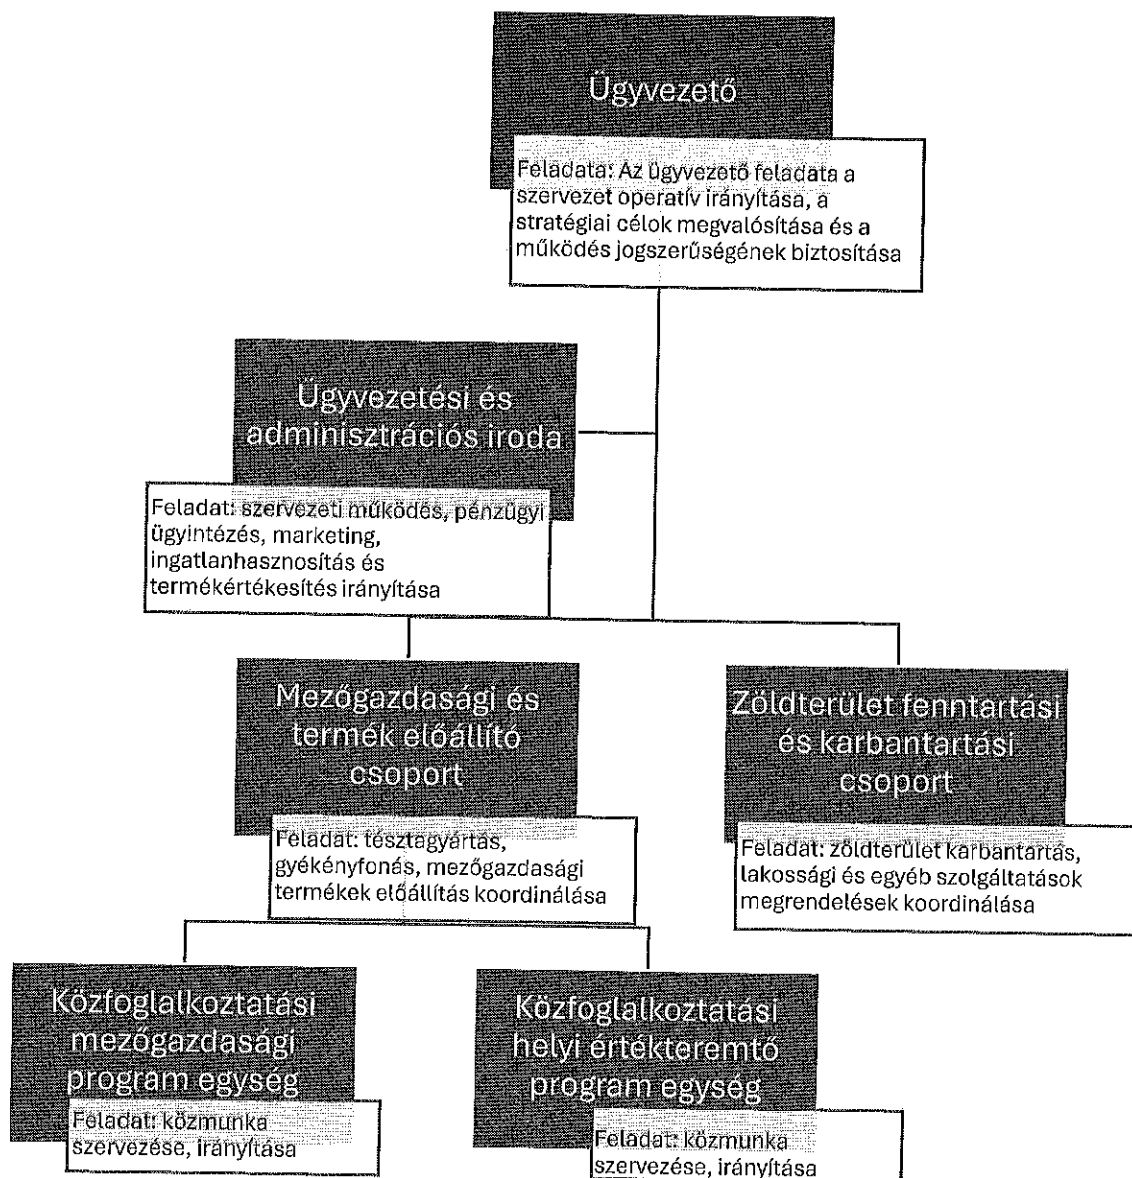 Ügyvezető
Feladata: Az ügyvezető feladata a
szervezet operatív irányítása, a
stratégiai célok megvalósítása és a
működés jogszerűségének biztosítása
Ügyvezetési és
adminisztrációs iroda
Feladat: szervezeti működés, pénzügyi
ügyintézés, marketing,
ingatlanhasznosítás és
termékértékesítés irányítása
Mezőgazdasági és
termék előállító
csoport
Feladat: tésztagyártás,
gyékényfonás, mezőgazdasági
termékek előállítás koordinálása
Zöldterület fenntartási
és karbantartási
csoport
Feladat: zöldterület karbantartás,
lakossági és egyéb szolgáltatások
megrendelések koordinálása
Közfoglalkoztatási
mezőgazdasági
program egység
Feladat: közmunka
szervezése, irányítása
Közfoglalkoztatási
helyi értékteremtő
program egység
Feladat: közmunka
szervezése, irányítása